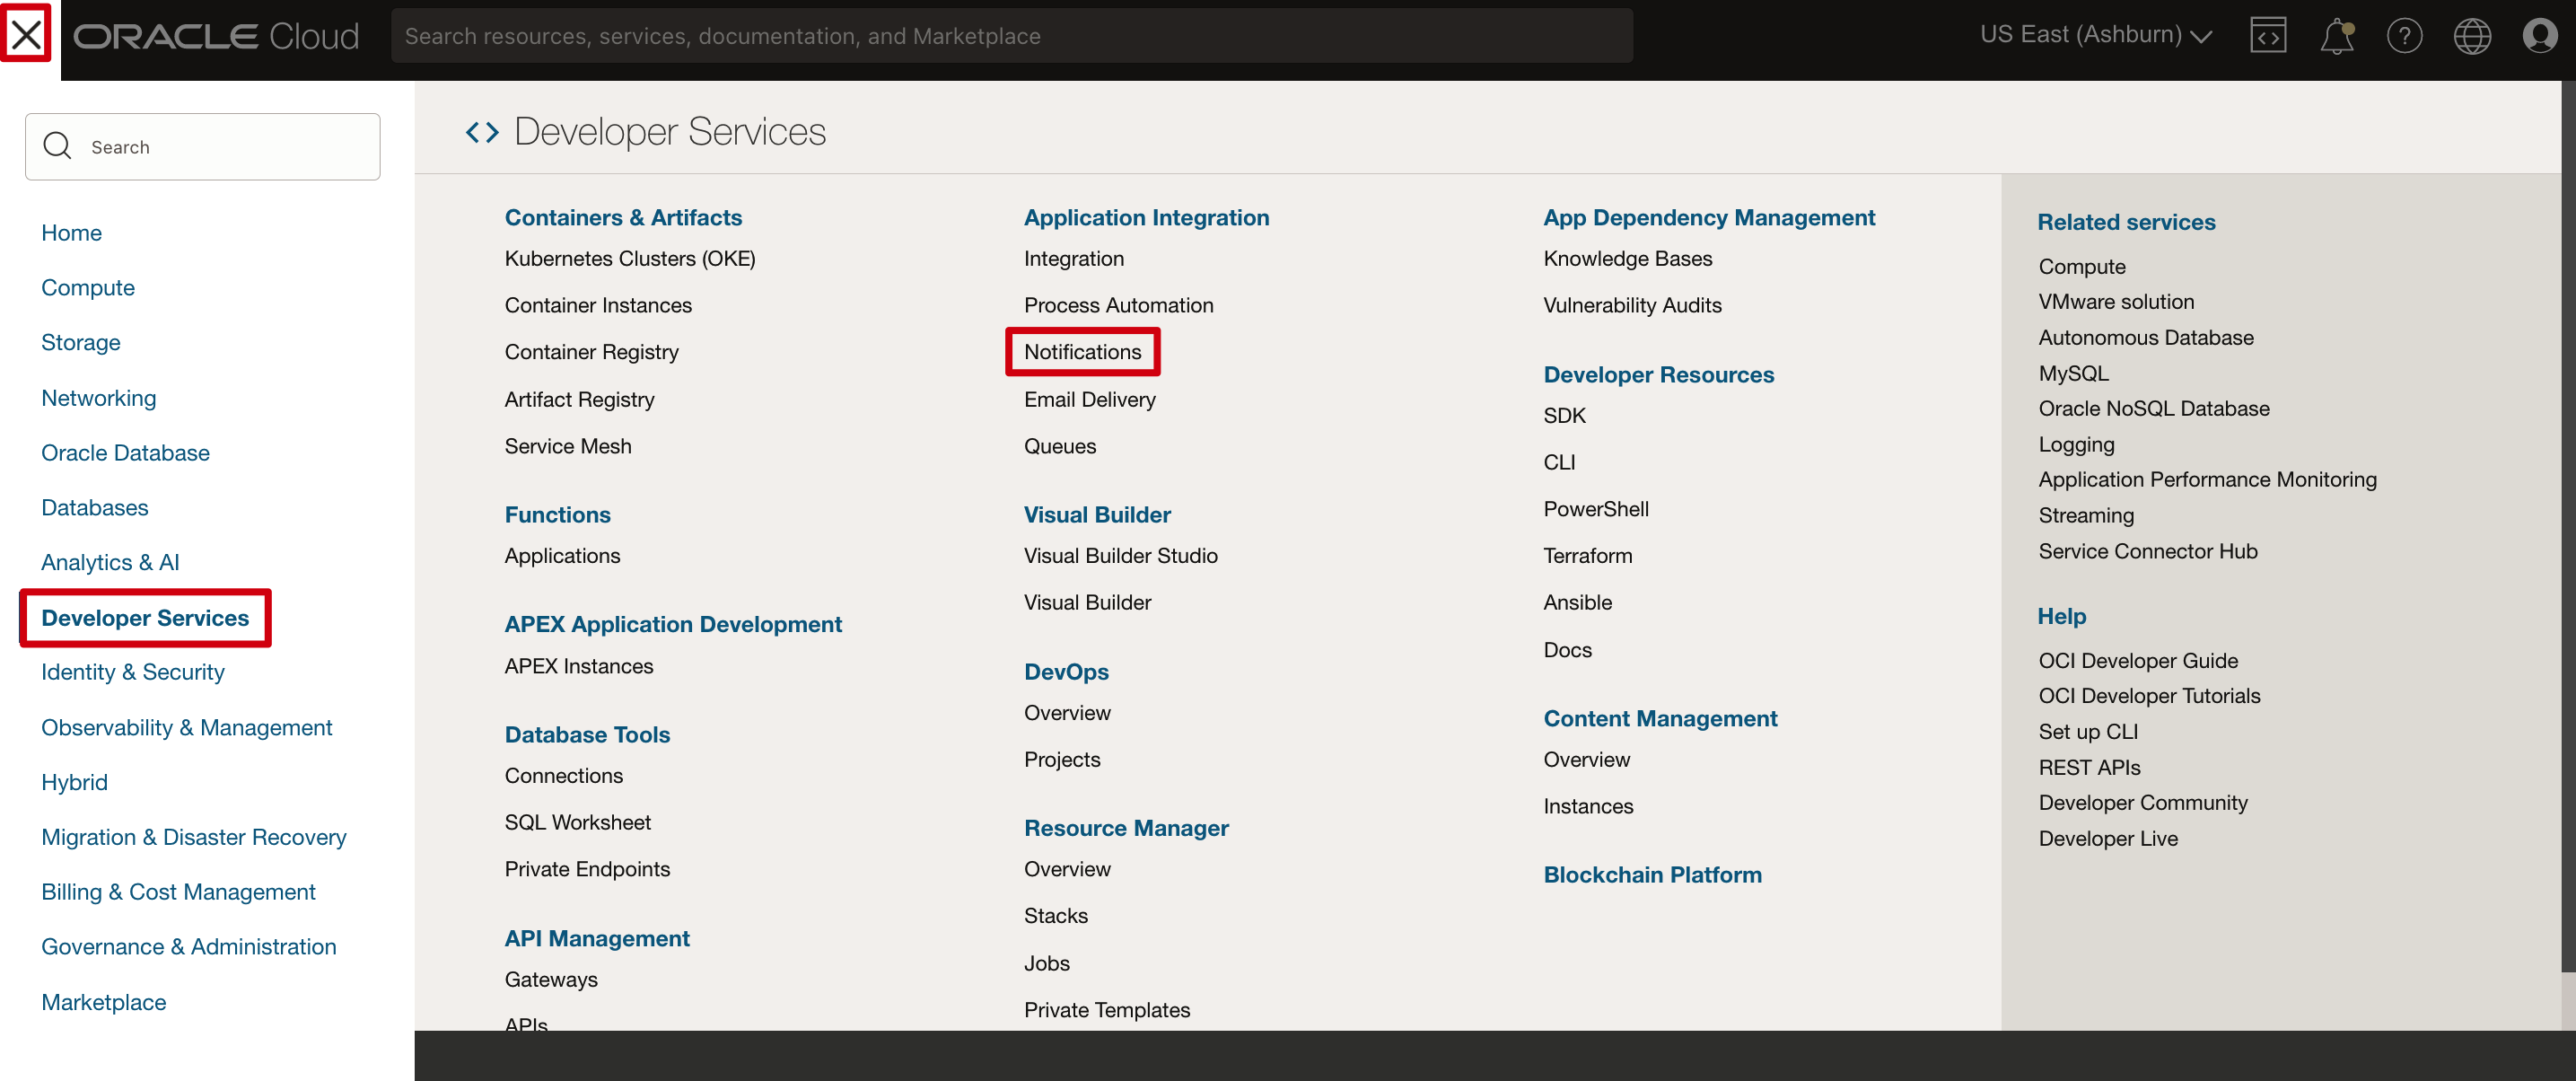 ORACLE Cloud
Search resources, services, documentation, and Marketplace
US East (Ashburn)
Search
Home
Compute
Storage
Networking
Oracle Database
Databases
Analytics & AI
Developer Services
Identity & Security
Observability & Management
Hybrid
Migration & Disaster Recovery
Billing & Cost Management
Governance & Administration
Marketplace
Developer Services
Containers & Artifacts
Kubernetes Clusters (OKE)
Container Instances
Container Registry
Artifact Registry
Service Mesh
Functions
Applications
APEX Application Development
APEX Instances
Database Tools
Connections
SQL Worksheet
Private Endpoints
API Management
Gateways
APIs
Application Integration
Integration
Process Automation
Notifications
Email Delivery
Queues
Visual Builder
Visual Builder Studio
Visual Builder
DevOps
Overview
Projects
Resource Manager
Overview
Stacks
Jobs
Private Templates
App Dependency Management
Knowledge Bases
Vulnerability Audits
Developer Resources
SDK
CLI
PowerShell
Terraform
Ansible
Docs
Content Management
Overview
Instances
Blockchain Platform
Related services
Compute
VMware solution
Autonomous Database
MySQL
Oracle NoSQL Database
Logging
Application Performance Monitoring
Streaming
Service Connector Hub
Help
OCI Developer Guide
OCI Developer Tutorials
Set up CLI
REST APIs
Developer Community
Developer Live